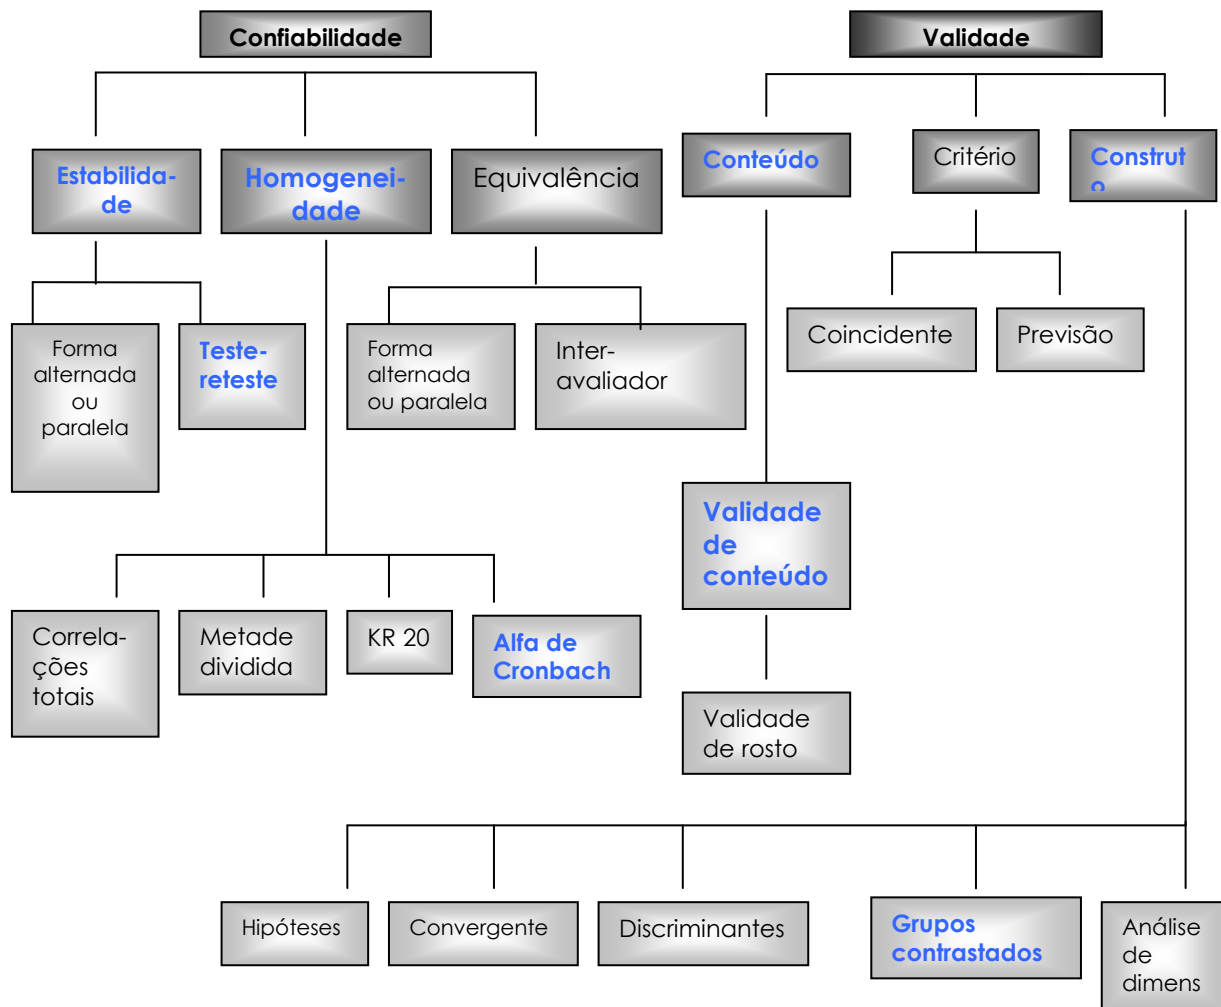 Confiabilidade
Validade
Estabilida-
de
Homogenei-
dade
Equivalência
Conteúdo
Critério
Construt
o
Forma
alternada
ou
paralela
Teste-
reteste
Forma
alternada
ou paralela
Inter-
avaliador
Coincidente
Previsão
Validade
de
conteúdo
Correla-
ções
totais
Metade
dividida
KR 20
Alfa de
Cronbach
Validade
de rosto
Hipóteses
Convergente
Discriminantes
Grupos
contrastados
Análise
de
dimens